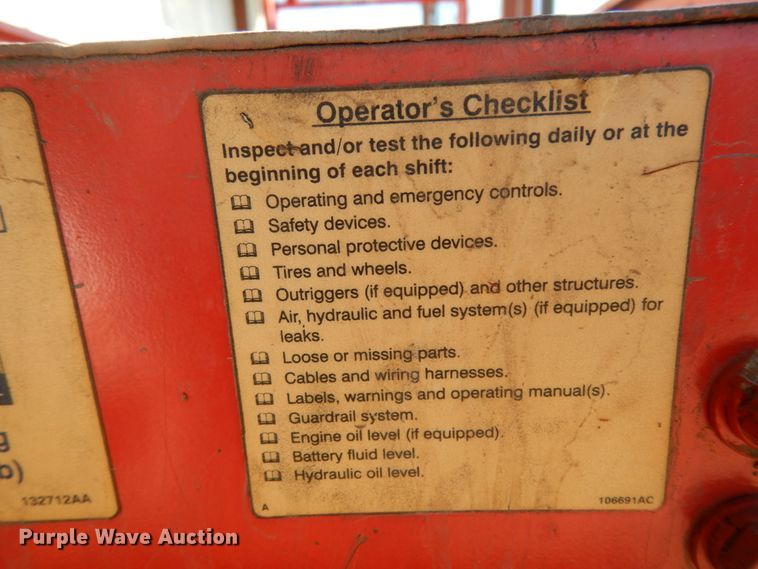 Operator's Checklist
Inspect and/or test the following daily or at the
beginning of each shift:
Operating and emergency controls.
Safety devices.
Personal protective devices.
Tires and wheels.
Outriggers (if equipped) and other structures.
Air, hydraulic and fuel system(s) (if equipped) for
leaks.
Loose or missing parts.
Cables and wiring harnesses.
Labels, warnings and operating manual(s).
Guardrail system.
Engine oil level (if equipped).
Battery fluid level.
Hydraulic oil level.
A 106691AC
g
b)
132712AA
Purple Wave Auction